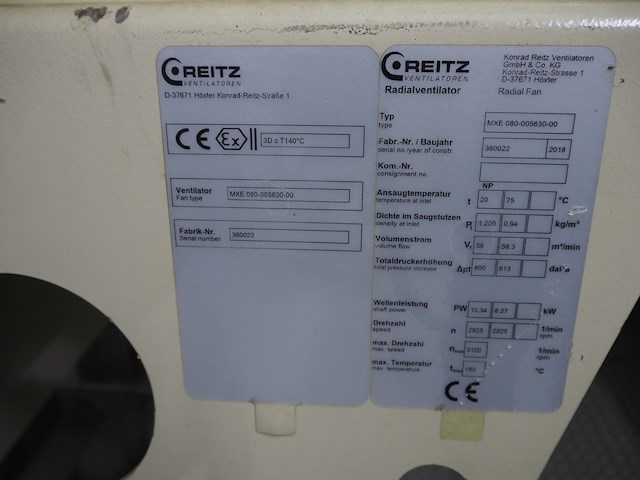 REITZ
VENTILATOREN
D-37671 Höxter Konrad-Reitz-Straße 1
CE Ex II 3D c T140°C
Ventilator MXE 080-005630-00
Fan type
Fabrik-Nr. 360022
Serial number
REITZ
VENTILATOREN
Konrad Reitz Ventilatoren
GmbH & Co. KG
Konrad-Reitz-Strasse 1
D-37671 Höxter
Radialventilator Radial Fan
Typ MXE 080-005630-00
type
Fabr.-Nr. / Baujahr 360022 2018
serial no./year of constr.
Kom.-Nr.
consignment no.
NP
Ansaugtemperatur t 20 75 °C
temperature at inlet
Dichte im Saugstutzen 1.205 0,94 kg/m³
density at inlet
Volumenstrom V 58.3 m³/min
volume flow
Totaldruckerhöhung Δpt 613 daPa
total pressure increase
Wellenleistung PW 10,34 8.27 kW
shaft power
Drehzahl n 2925 2925 1/min
speed rpm
max. Drehzahl n 3100 1/min
max. speed rpm
max. Temperatur t °C
max. temperature
CE